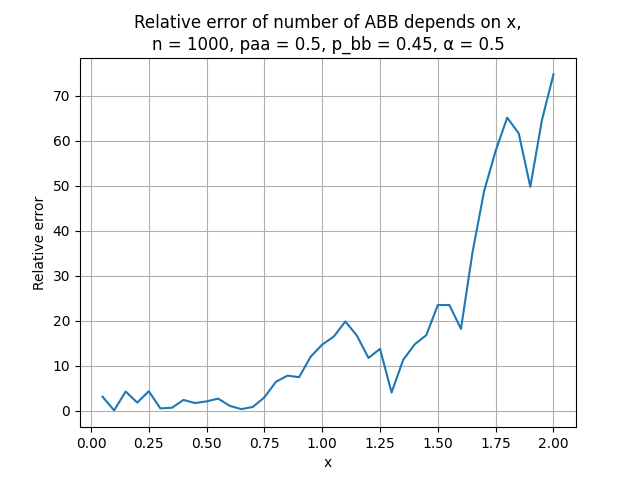 Relative error of number of ABB depends on x,
n = 1000, paa = 0.5, p_bb = 0.45, α = 0.5
Relative error
70
60
50
40
30
20
10
0
0.00 0.25 0.50 0.75 1.00 1.25 1.50 1.75 2.00
x